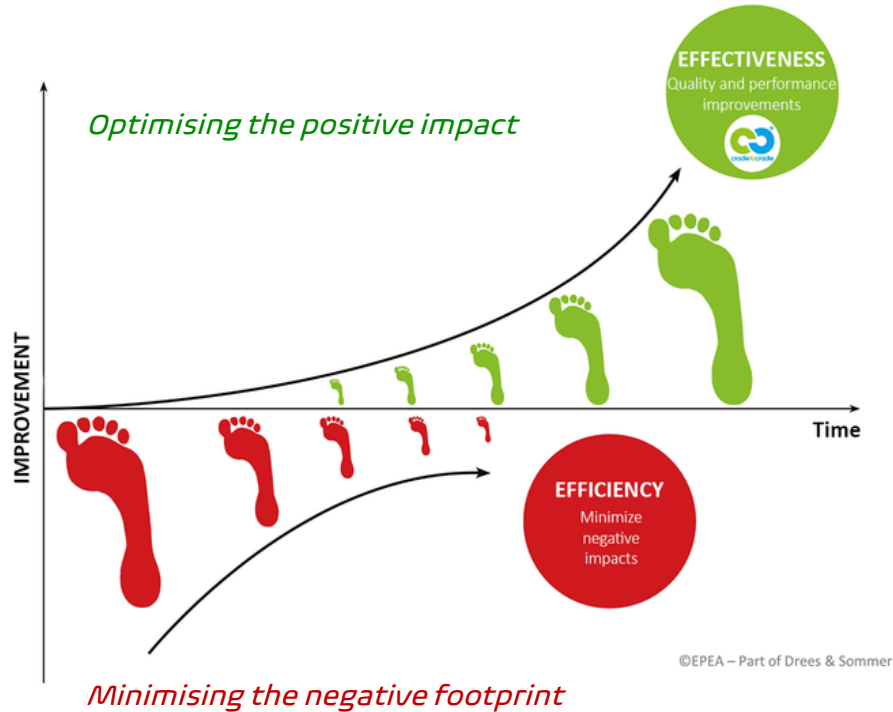 EFFECTIVENESS
Quality and performance
improvements
cradletocradle
Optimising the positive impact
IMPROVEMENT
Time
EFFICIENCY
Minimize
negative
impacts
©EPEA – Part of Drees & Sommer
Minimising the negative footprint